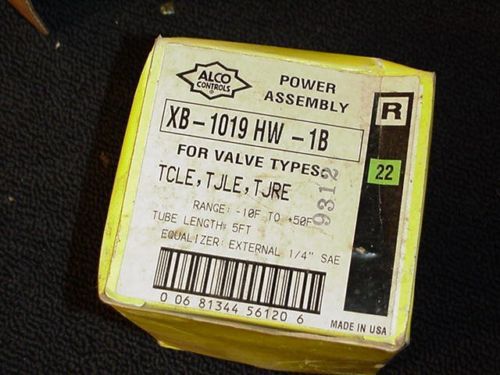 ALCO
CONTROLS
®
POWER
ASSEMBLY
R
XB-1019 HW -1B
FOR VALVE TYPES:
22
TCLE, TJLE, TJRE
9312
RANGE: -10F TO +50F
TUBE LENGTH: 5FT
EQUALIZER: EXTERNAL 1/4" SAE
0 06 81344 56120 6
MADE IN USA